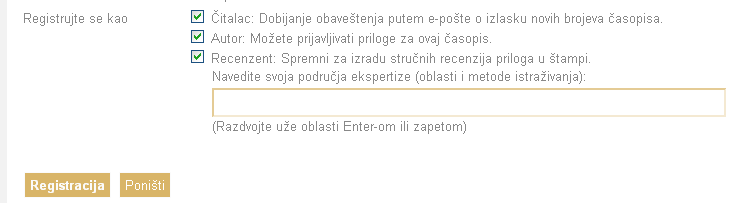 Registrujte se kao
Čitalac: Dobijanje obaveštenja putem e-pošte o izlasku novih brojeva časopisa.
Autor: Možete prijavljivati priloge za ovaj časopis.
Recenzent: Spremni za izradu stručnih recenzija priloga u štampi.
Navedite svoja područja ekspertize (oblasti i metode istraživanja):
(Razdvojte uže oblasti Enter-om ili zapetom)
Registracija Poništi